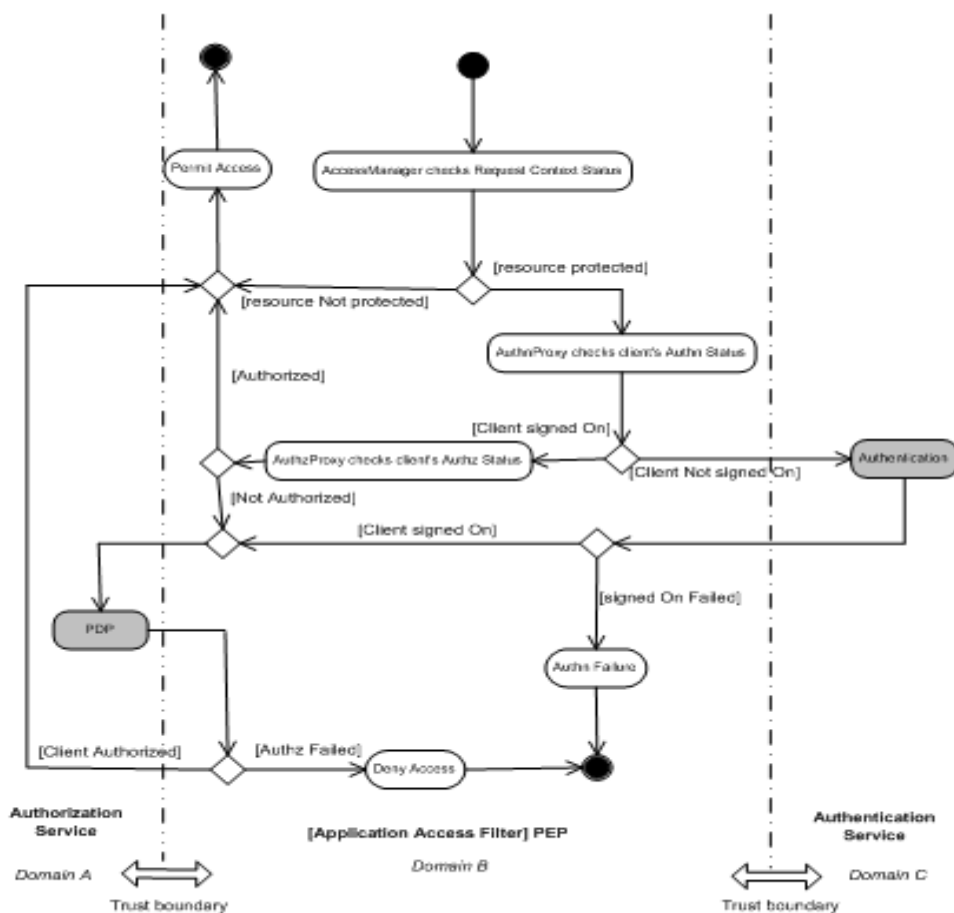 Permit Access
AccessManager checks Request Context Status
[resource protected]
[resource Not protected]
AuthnProxy checks client's Authn Status
[Authorized]
[Client signed On]
AuthzProxy checks client's Authz Status
Authentication
[Client Not signed On]
[Not Authorized]
[Client signed On]
[signed On Failed]
PDP
Authn Failure
[Client Authorized]
[Authz Failed]
Deny Access
Authorization
Service
[Application Access Filter] PEP
Authentication
Service
Domain A
Domain B
Domain C
Trust boundary
Trust boundary